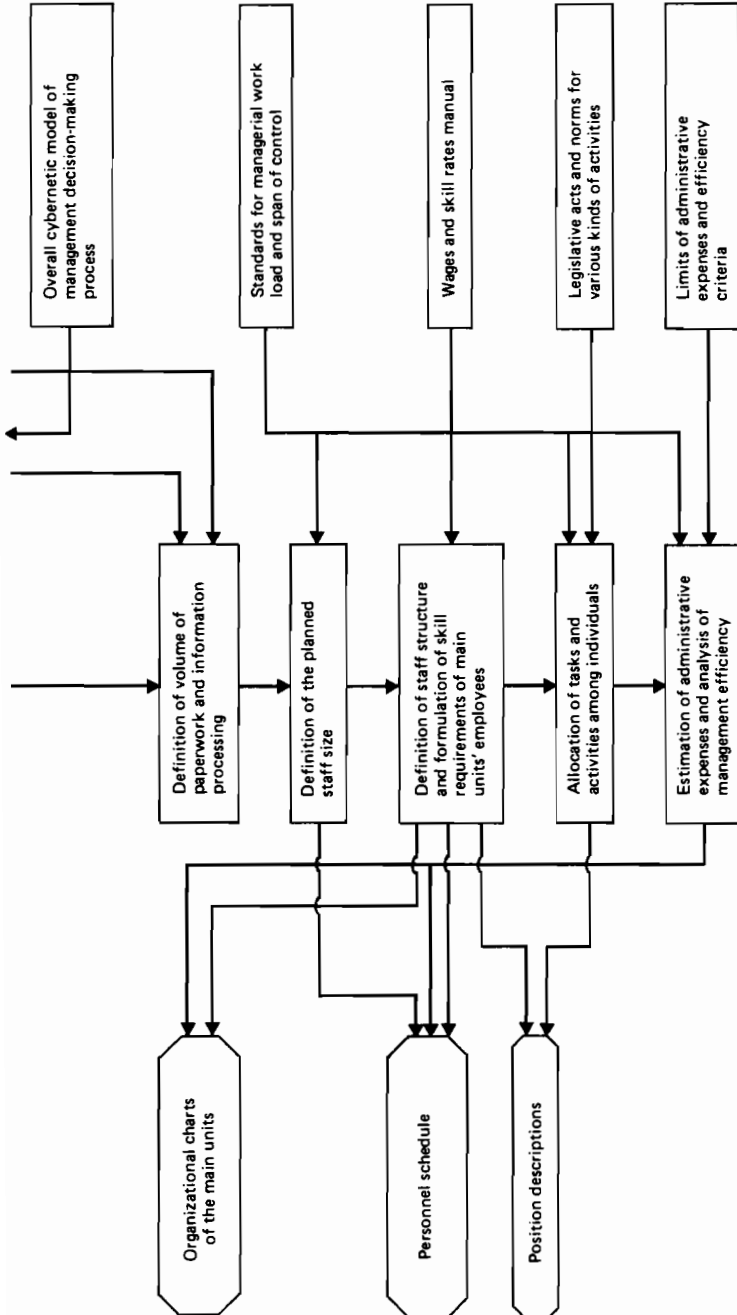 Overall cybernetic model of
management decision-making
process
Standards for managerial work
load and span of control
Wages and skill rates manual
Legislative acts and norms for
various kinds of activities
Limits of administrative
expenses and efficiency
criteria
Definition of volume of
paperwork and information
processing
Definition of the planned
staff size
Definition of staff structure
and formulation of skill
requirements of main
units' employees
Allocation of tasks and
activities among individuals
Estimation of administrative
expenses and analysis of
management efficiency
Organizational charts
of the main units
Personnel schedule
Position descriptions